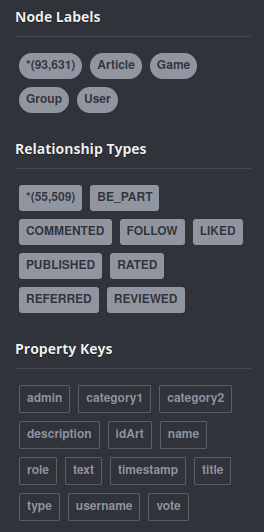 Node Labels
*(93,631) Article Game
Group User
Relationship Types
*(55,509) BE_PART
COMMENTED FOLLOW LIKED
PUBLISHED RATED
REFERRED REVIEWED
Property Keys
admin category1 category2
description idArt name
role text timestamp title
type username vote